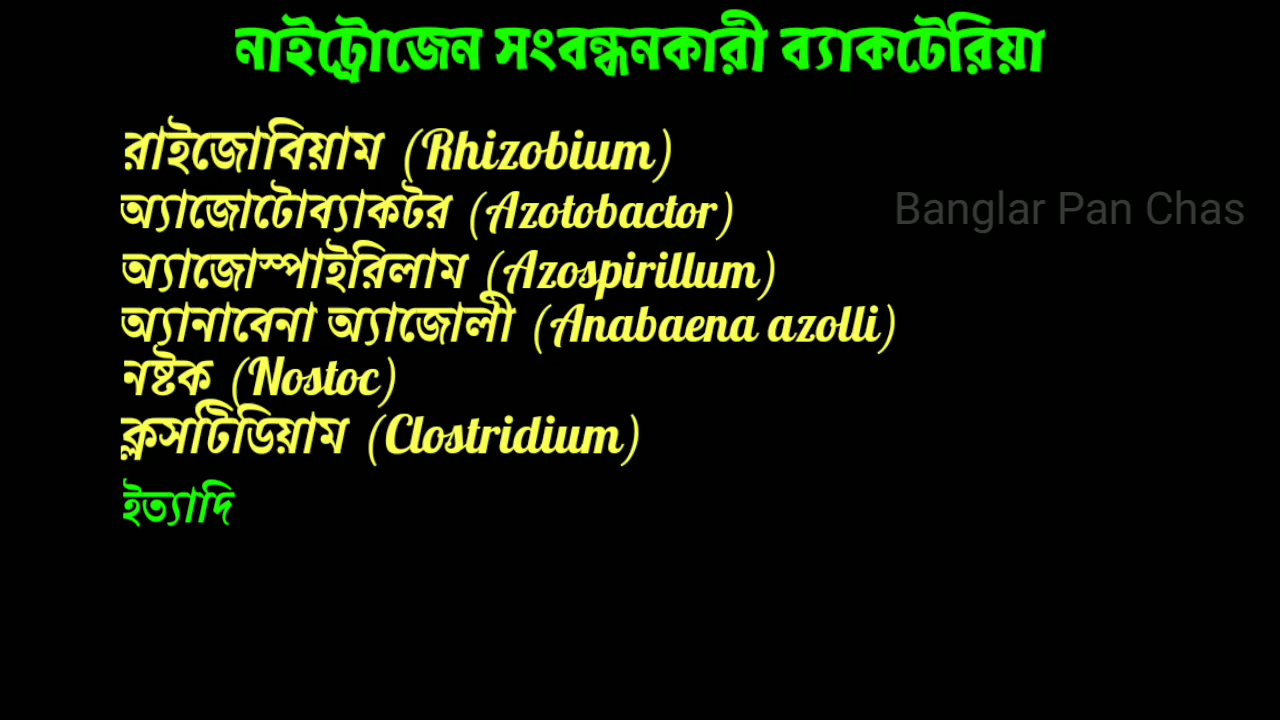 নাইট্রোজেন সংবন্ধনকারী ব্যাকটেরিয়া
রাইজোবিয়াম (Rhizobium)
অ্যাজোটোব্যাকটর (Azotobactor)
Banglar Pan Chas
অ্যাজোস্পাইরিলাম (Azospirillum)
অ্যানাবেনা অ্যাজোলী (Anabaena azolli)
নষ্টক (Nostoc)
ক্লসটিডিয়াম (Clostridium)
ইত্যাদি